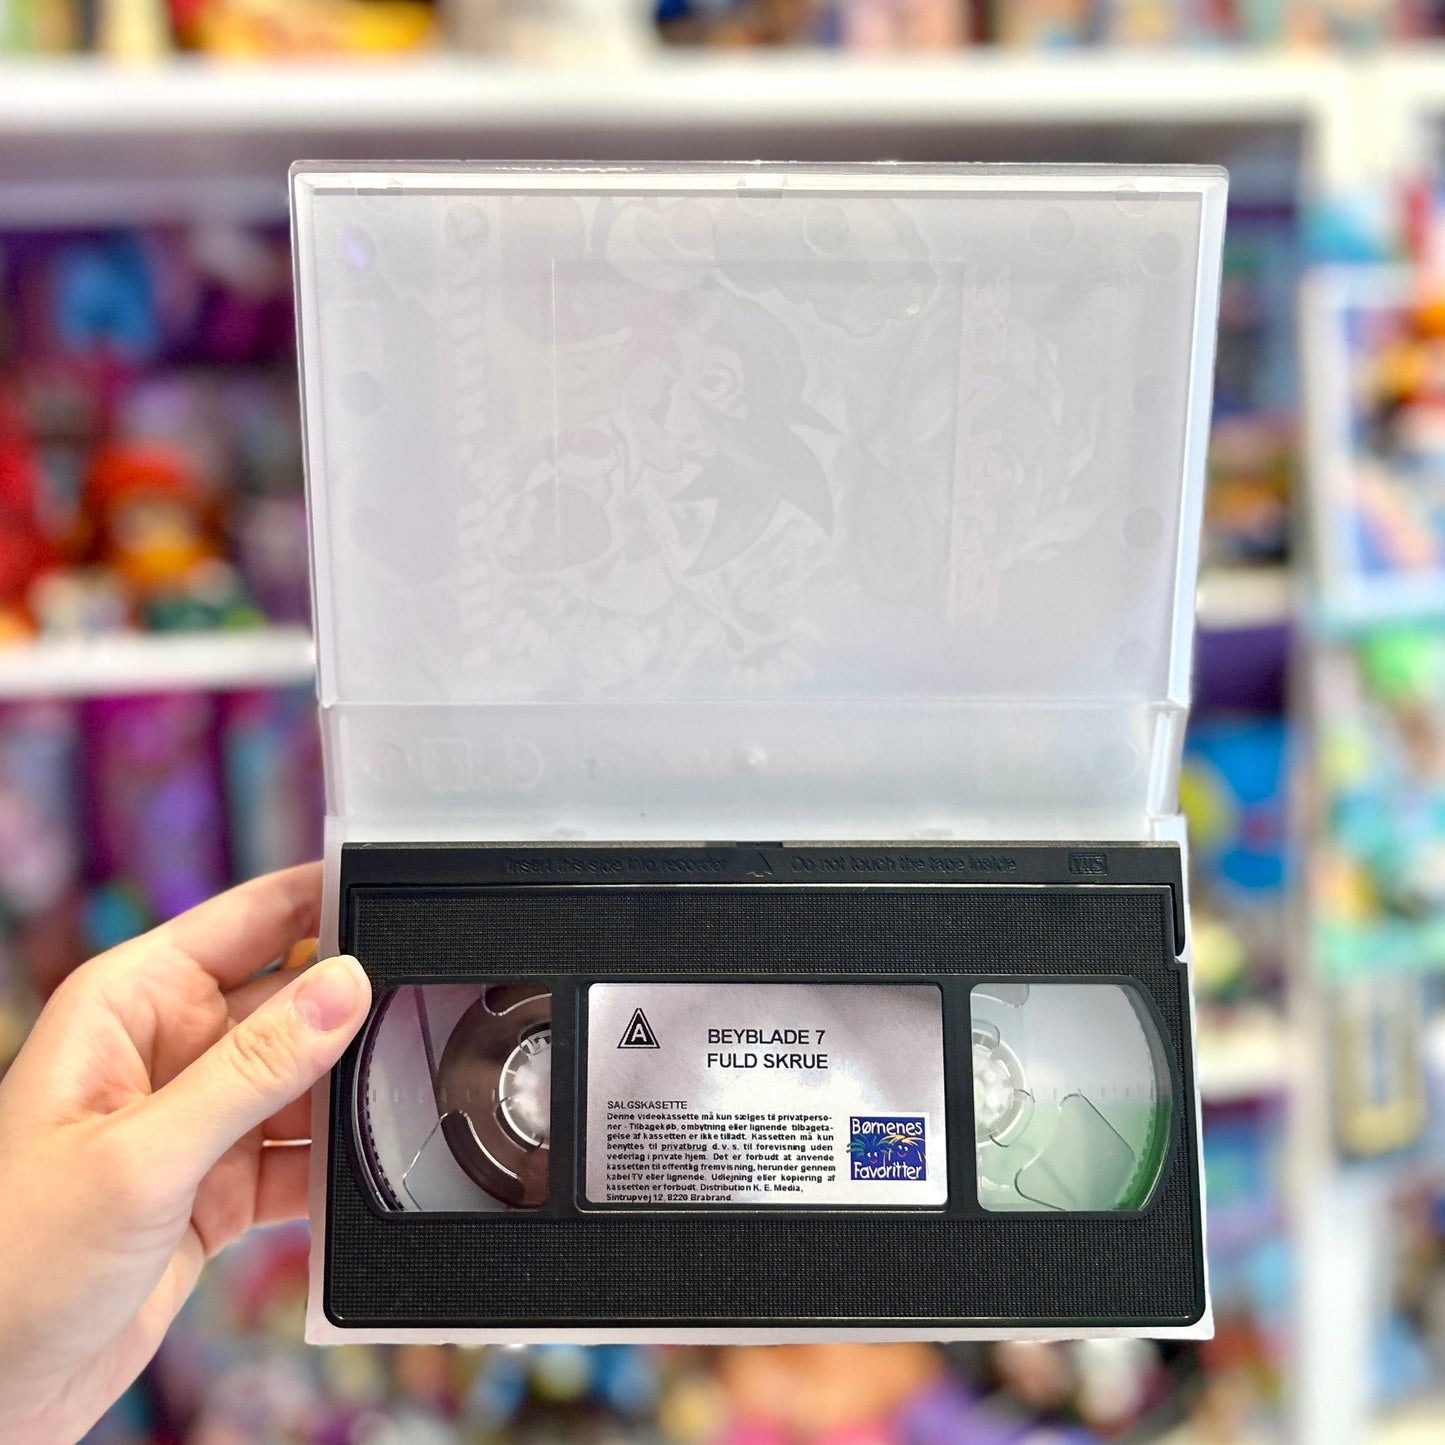 Insert this side into recorder Do not touch the tape inside VHS
A
BEYBLADE 7
FULD SKRUE
SALGSKASETTE
Denne videokassette må kun sælges til privatperso-
ner - Tilbagekøb, ombytning eller lignende tilbageta-
gelse af kassetten er ikke tilladt. Kassetten må kun
benyttes til privatbrug d. v. s. til forevisning uden
vederlag i private hjem. Det er forbudt at anvende
kassetten til offentlig fremvisning, herunder gennem
kabel TV eller lignende. Udlejning eller kopiering af
kassetten er forbudt. Distribution K. E. Media,
Sintrupvej 12, 8220 Brabrand.
Børnenes
Favoritter